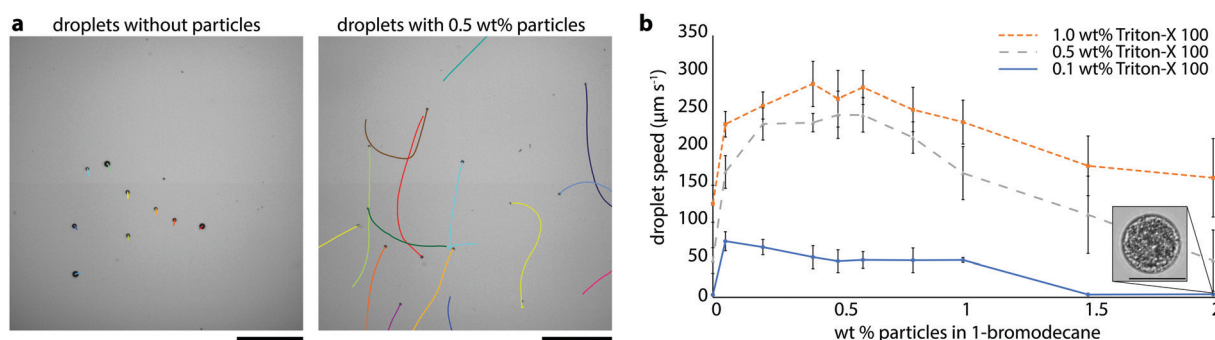 a
droplets without particles
droplets with 0.5 wt% particles
b
droplet speed (µm s⁻¹)
350
300
250
200
150
100
50
0
1.0 wt% Triton-X 100
0.5 wt% Triton-X 100
0.1 wt% Triton-X 100
0 0.5 1 1.5 2
wt % particles in 1-bromodecane